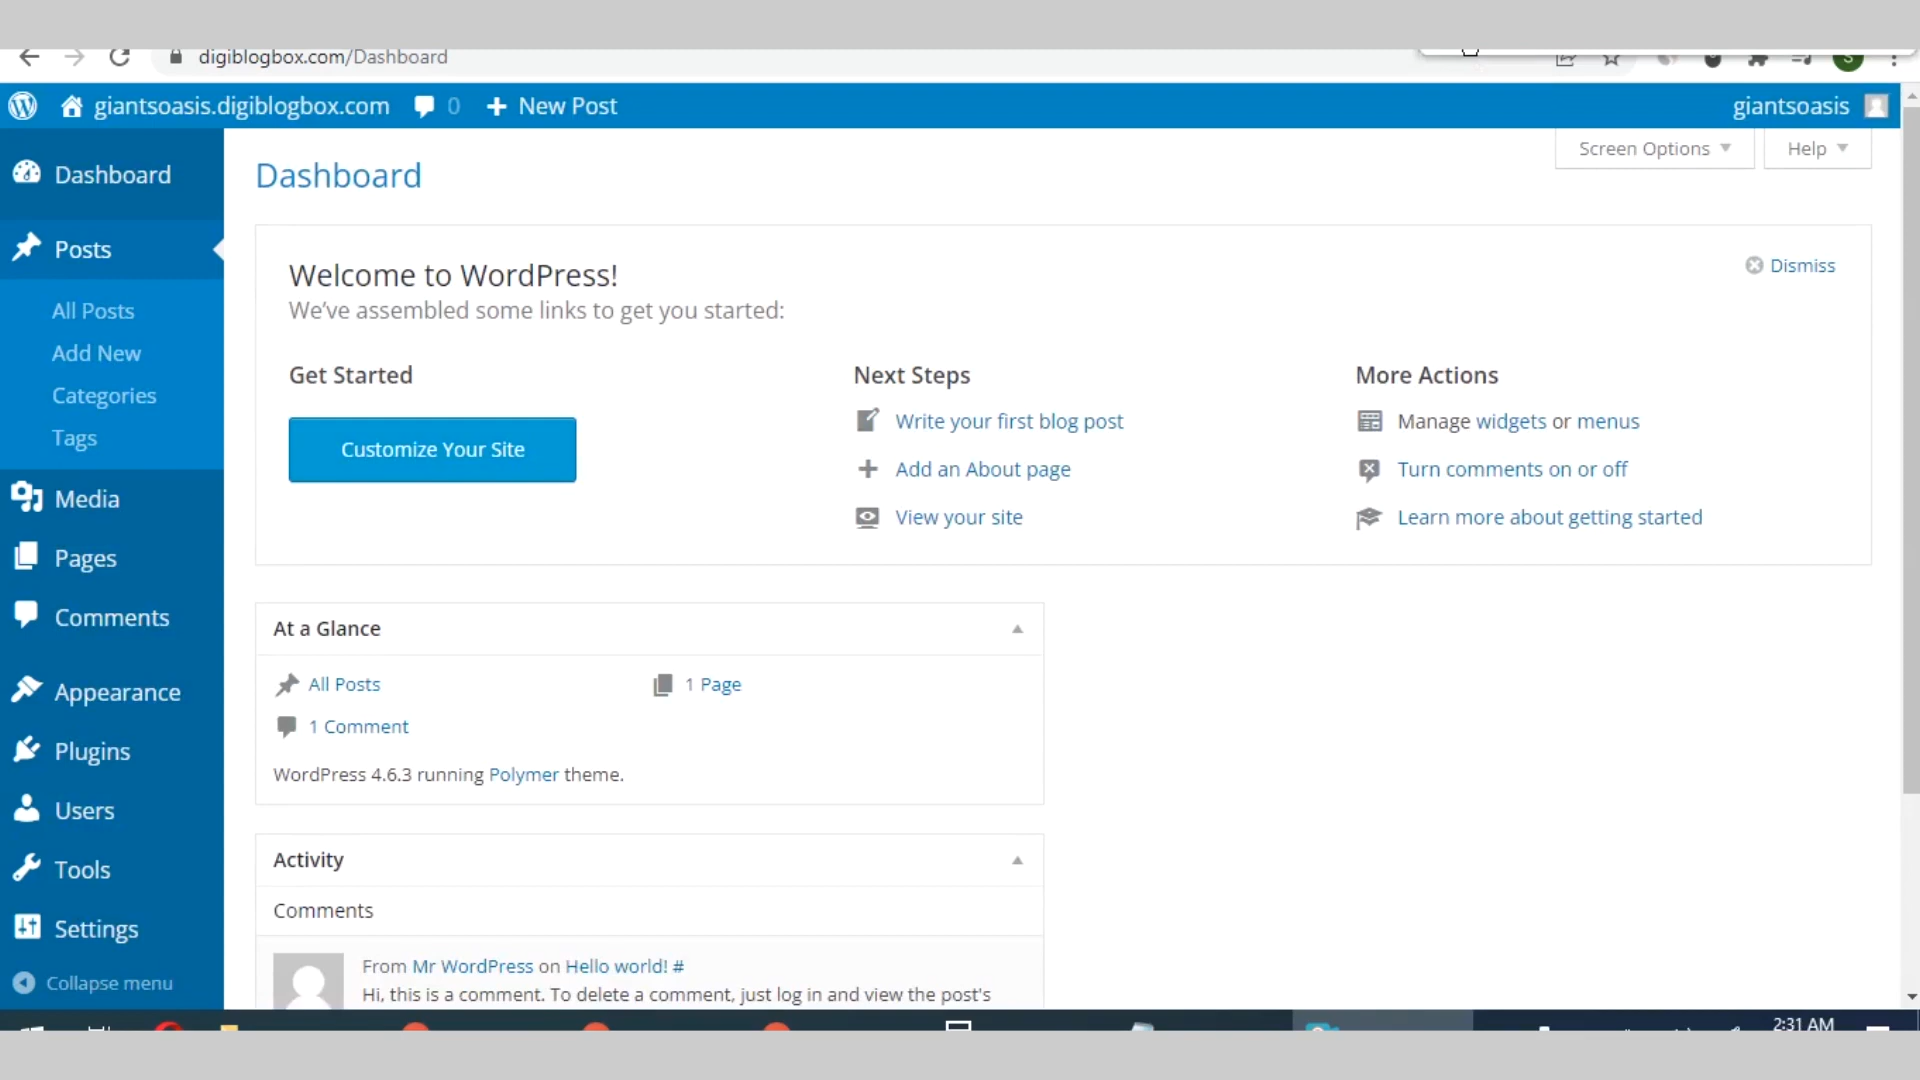 digiblogbox.com/Dashboard
giantsoasis.digiblogbox.com 0 New Post giantsoasis
Screen Options Help
Dashboard
Posts
All Posts
Add New
Categories
Tags
Media
Pages
Comments
Appearance
Plugins
Users
Tools
Settings
Collapse menu
Dashboard
Welcome to WordPress!
Dismiss
We've assembled some links to get you started:
Get Started
Customize Your Site
Next Steps
Write your first blog post
Add an About page
View your site
More Actions
Manage widgets or menus
Turn comments on or off
Learn more about getting started
At a Glance
All Posts
1 Page
1 Comment
WordPress 4.6.3 running Polymer theme.
Activity
Comments
From Mr WordPress on Hello world! #
Hi, this is a comment. To delete a comment, just log in and view the post's
2:31 AM